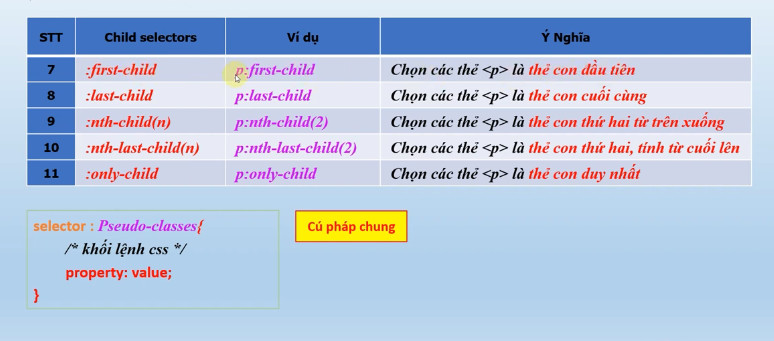 STT Child selectors Ví dụ Ý Nghĩa
7 :first-child p:first-child Chọn các thẻ <p> là thẻ con đầu tiên
8 :last-child p:last-child Chọn các thẻ <p> là thẻ con cuối cùng
9 :nth-child(n) p:nth-child(2) Chọn các thẻ <p> là thẻ con thứ hai từ trên xuống
10 :nth-last-child(n) p:nth-last-child(2) Chọn các thẻ <p> là thẻ con thứ hai, tính từ cuối lên
11 :only-child p:only-child Chọn các thẻ <p> là thẻ con duy nhất
selector : Pseudo-classes{
/* khối lệnh css */
property: value;
}
Cú pháp chung